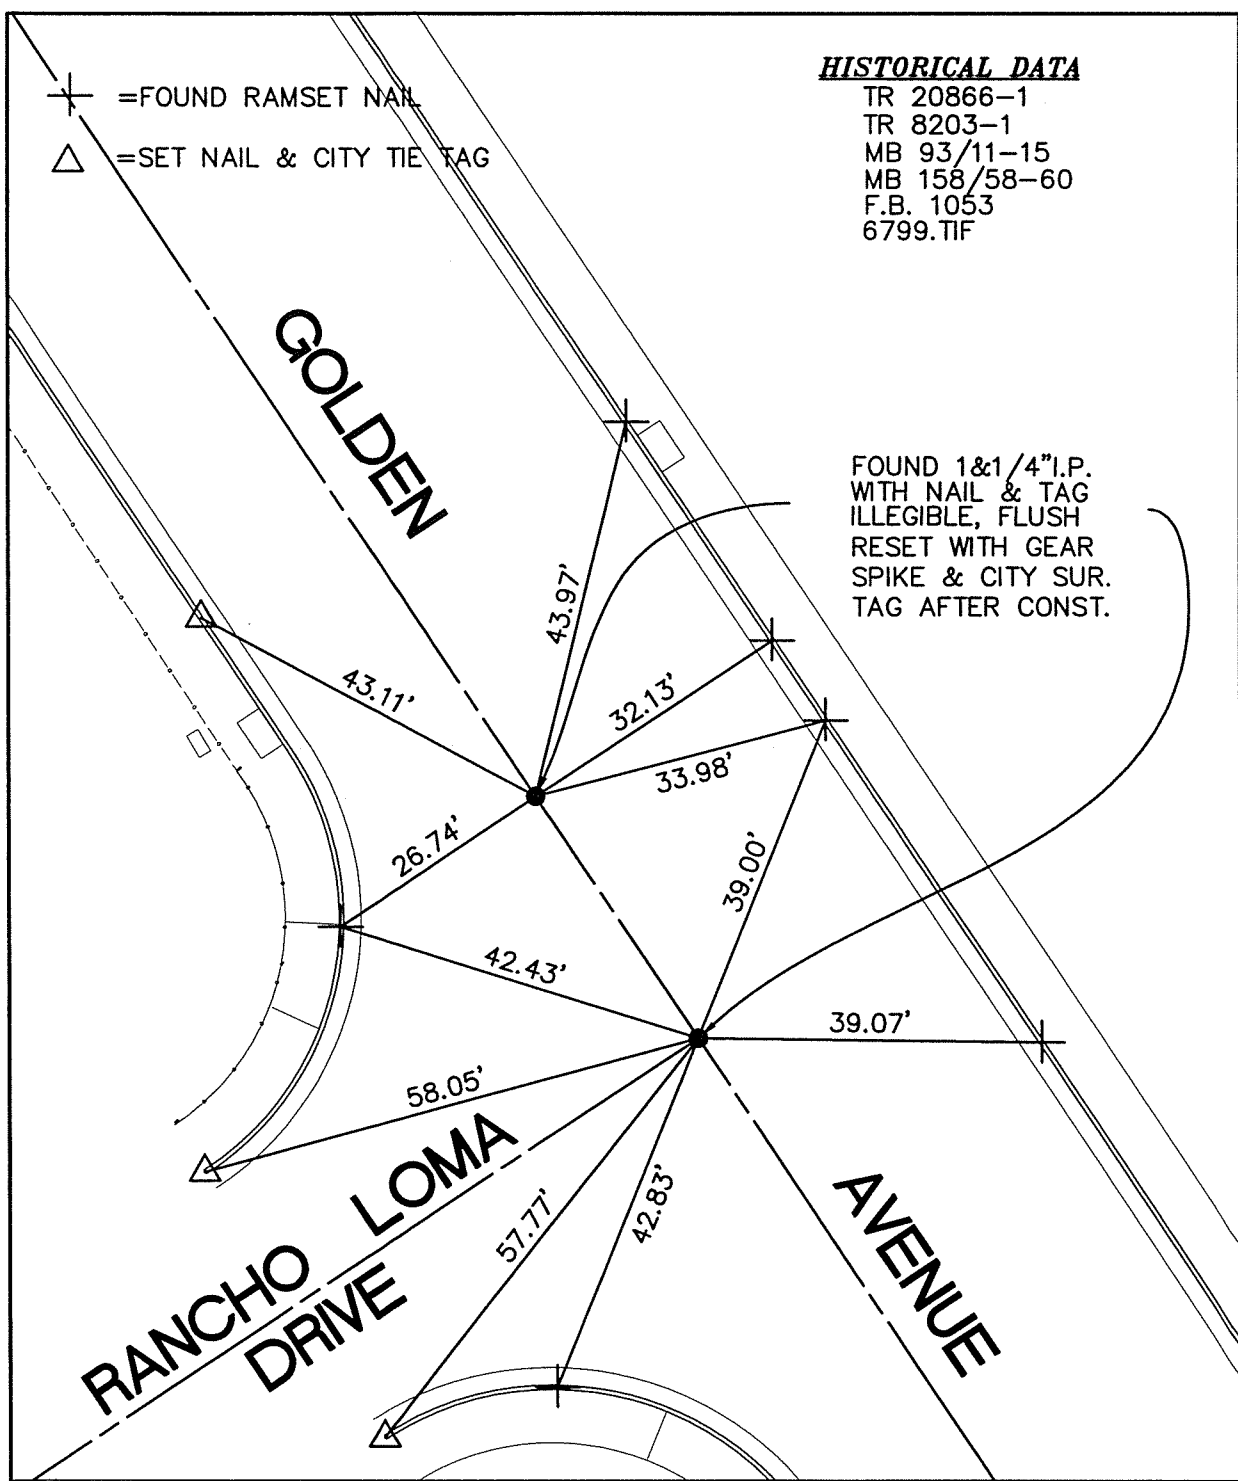 HISTORICAL DATA
TR 20866-1
TR 8203-1
MB 93/11-15
MB 158/58-60
F.B. 1053
6799.TIF
=FOUND RAMSET NAIL
=SET NAIL & CITY TIE TAG
GOLDEN
FOUND 1&1/4"I.P.
WITH NAIL & TAG
ILLEGIBLE, FLUSH
RESET WITH GEAR
SPIKE & CITY SUR.
TAG AFTER CONST.
43.97'
43.11'
32.13'
33.98'
26.74'
39.00'
42.43'
39.07'
58.05'
57.77'
42.83'
RANCHO LOMA
DRIVE
AVENUE